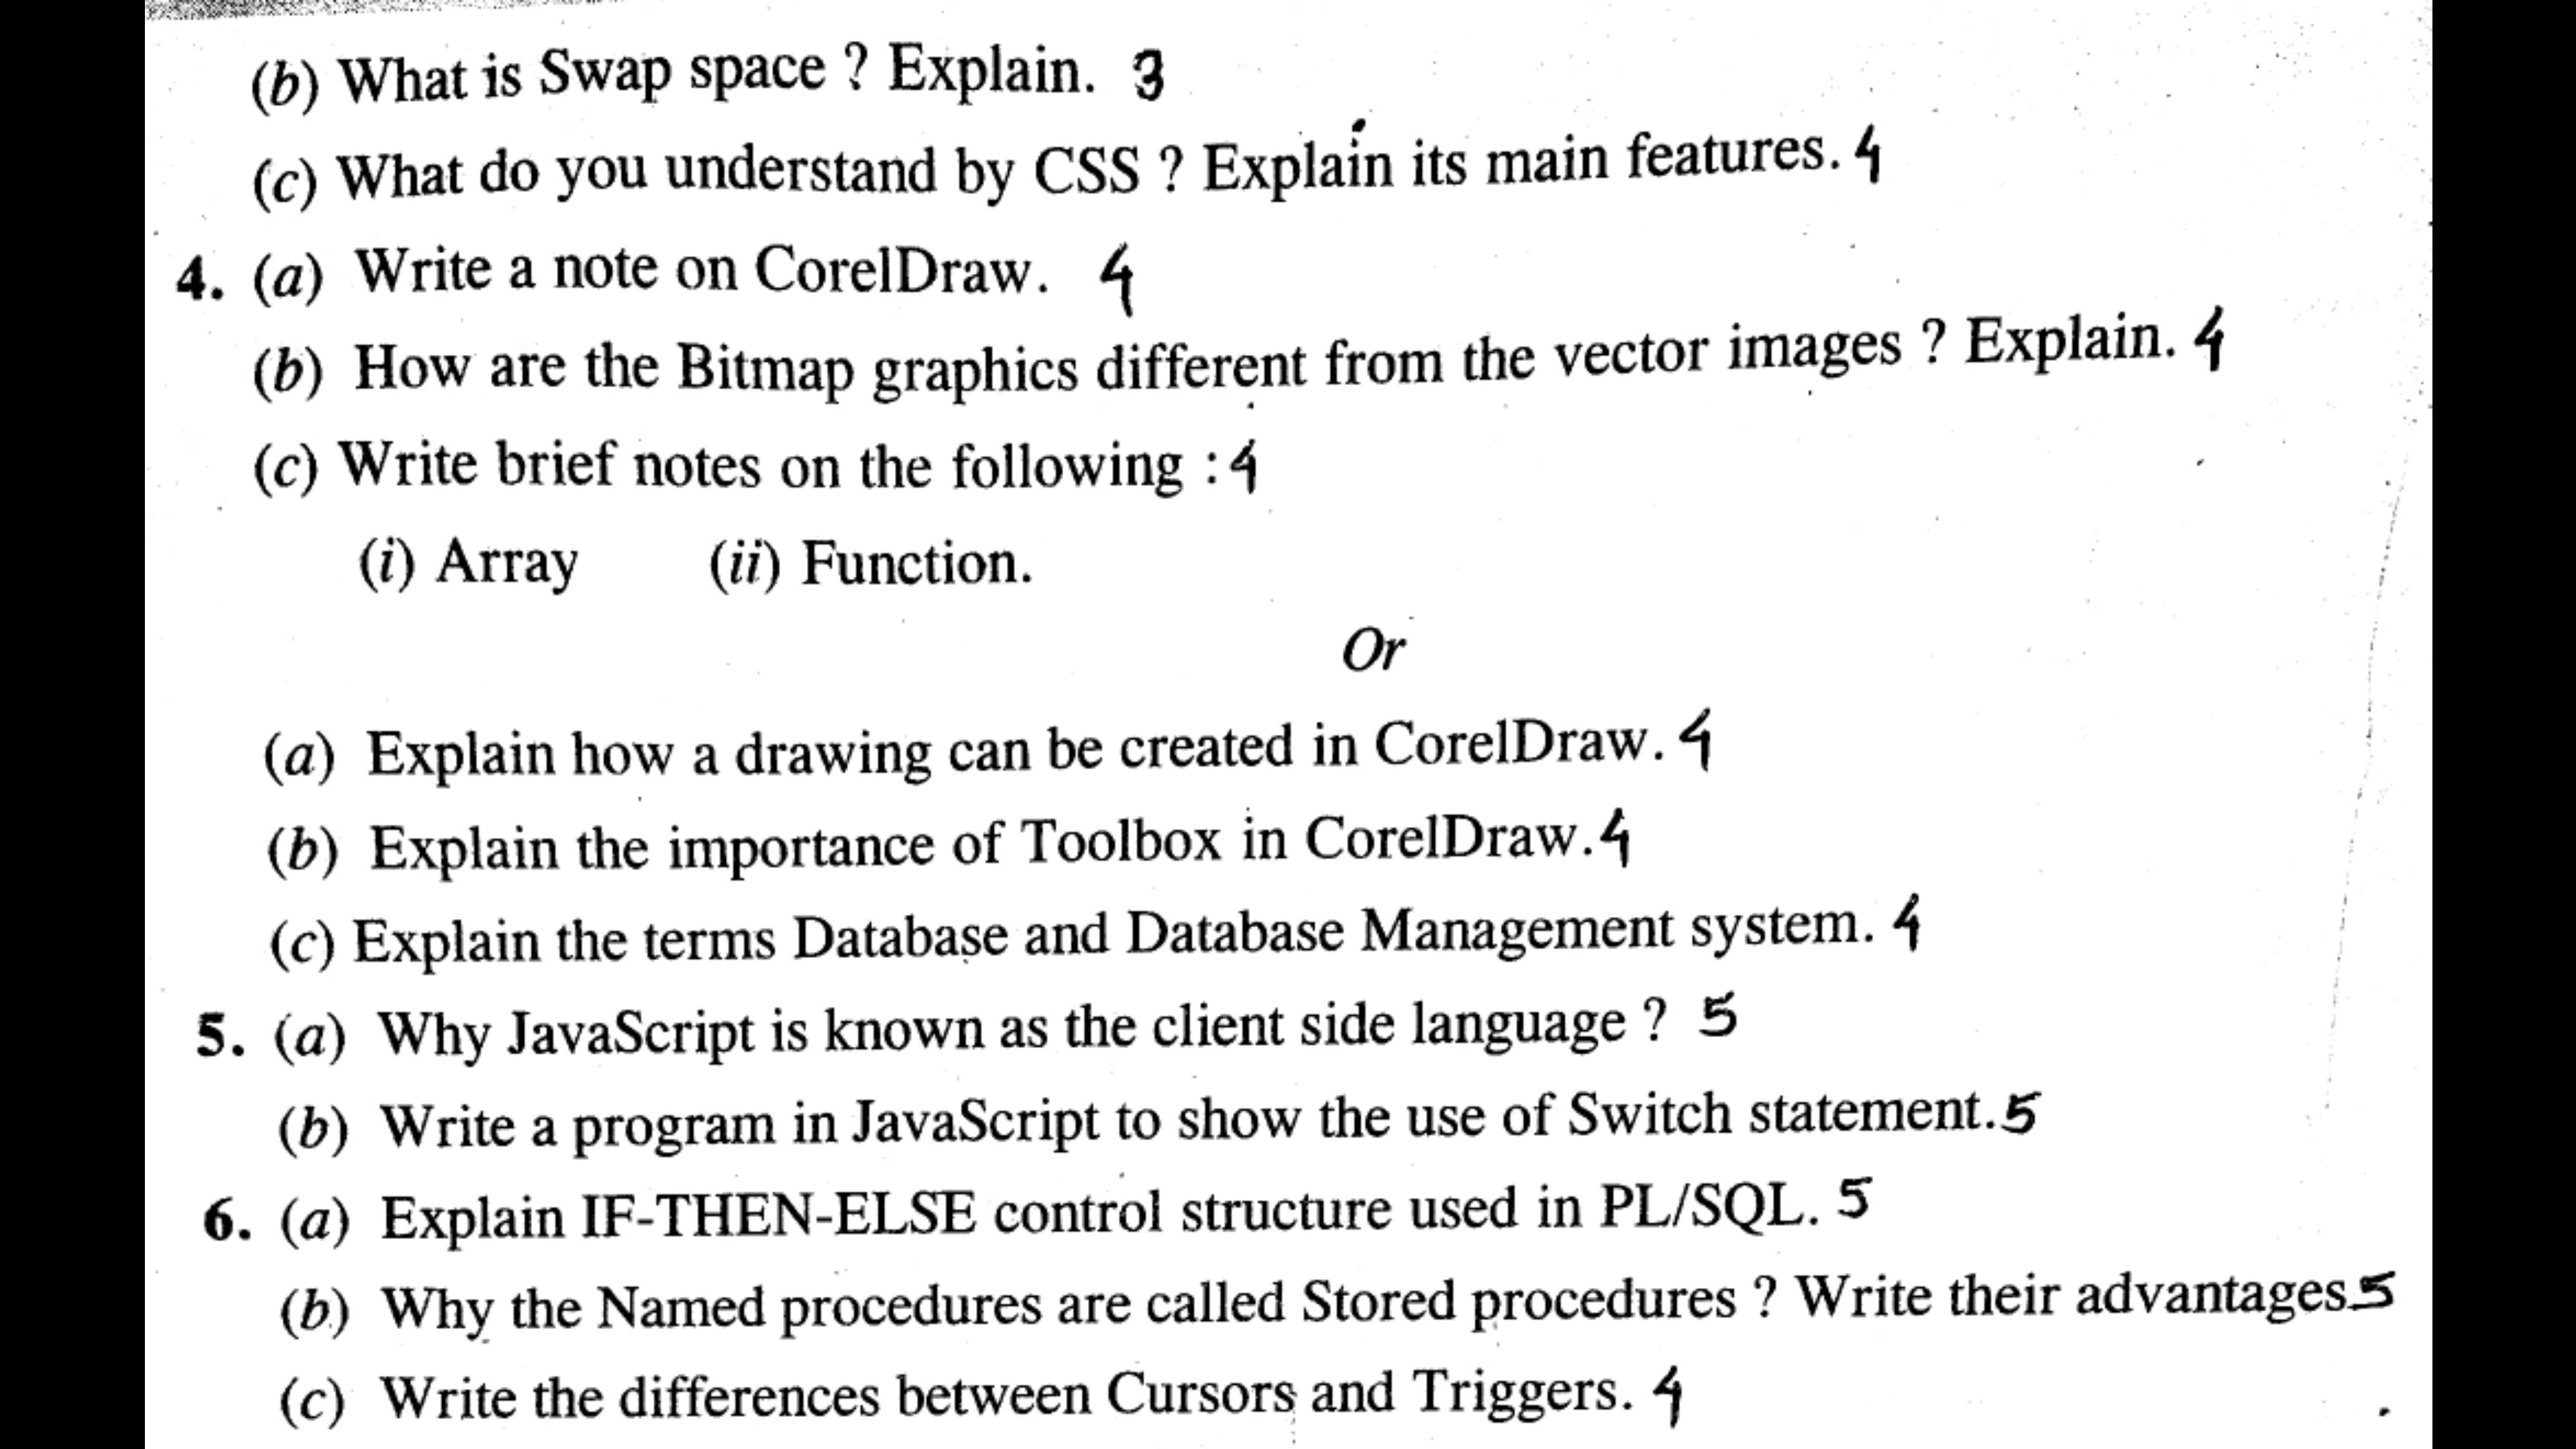 (b) What is Swap space ? Explain. 3
(c) What do you understand by CSS ? Explain its main features. 4
4. (a) Write a note on CorelDraw. 4
(b) How are the Bitmap graphics different from the vector images ? Explain. 4
(c) Write brief notes on the following : 4
(i) Array (ii) Function.
Or
(a) Explain how a drawing can be created in CorelDraw. 4
(b) Explain the importance of Toolbox in CorelDraw. 4
(c) Explain the terms Database and Database Management system. 4
5. (a) Why JavaScript is known as the client side language ? 5
(b) Write a program in JavaScript to show the use of Switch statement. 5
6. (a) Explain IF-THEN-ELSE control structure used in PL/SQL. 5
(b) Why the Named procedures are called Stored procedures ? Write their advantages. 5
(c) Write the differences between Cursors and Triggers. 4